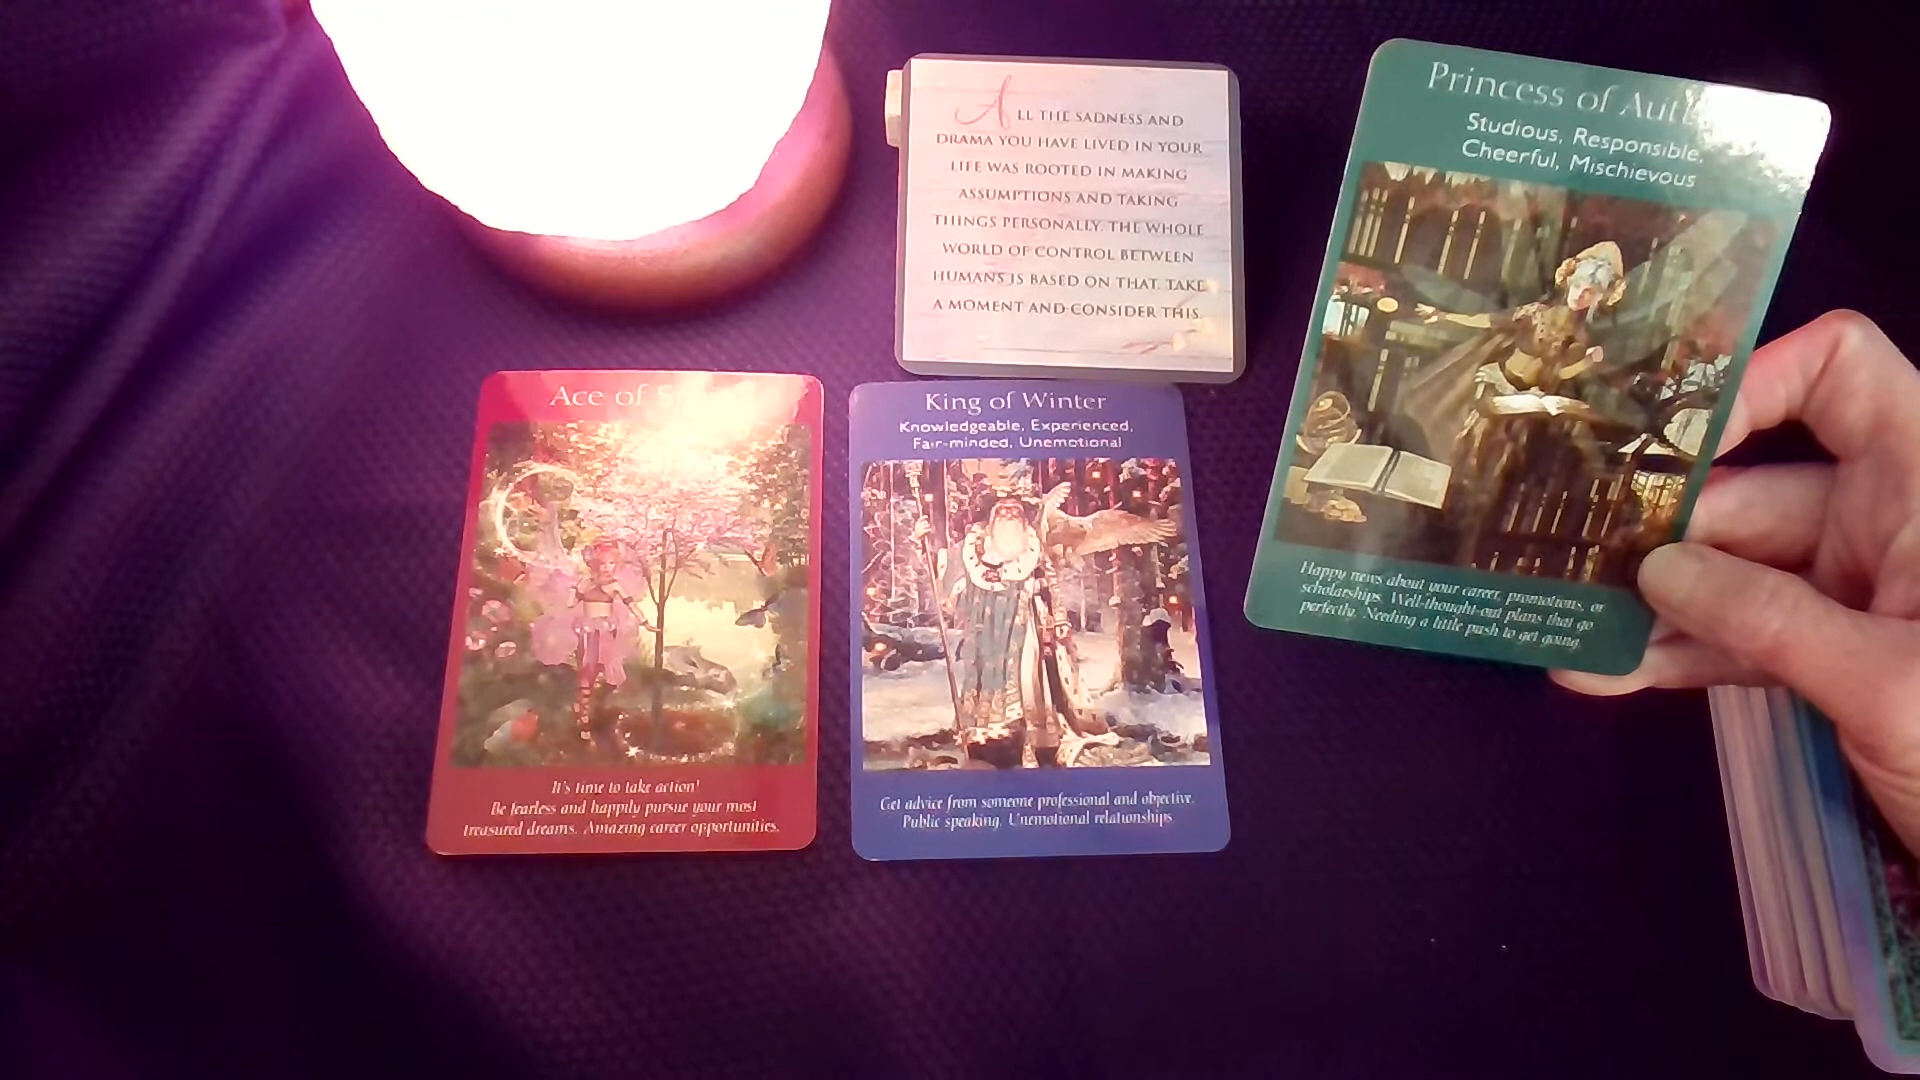 ALL THE SADNESS AND
DRAMA YOU HAVE LIVED IN YOUR
LIFE WAS ROOTED IN MAKING
ASSUMPTIONS AND TAKING
THINGS PERSONALLY. THE WHOLE
WORLD OF CONTROL BETWEEN
HUMANS IS BASED ON THAT. TAKE
A MOMENT AND CONSIDER THIS.
Princess of
Studious, Responsible,
Cheerful, Mischievous
Happy news about your career, promotions, or
scholarships. Well-thought-out plans that go
perfectly. Needing a little push to get going.
Ace of
It's time to take action!
Be fearless and happily pursue your most
treasured dreams. Amazing career opportunities.
King of Winter
Knowledgeable, Experienced,
Fair-minded, Unemotional
Get advice from someone professional and objective.
Public speaking. Unemotional relationships